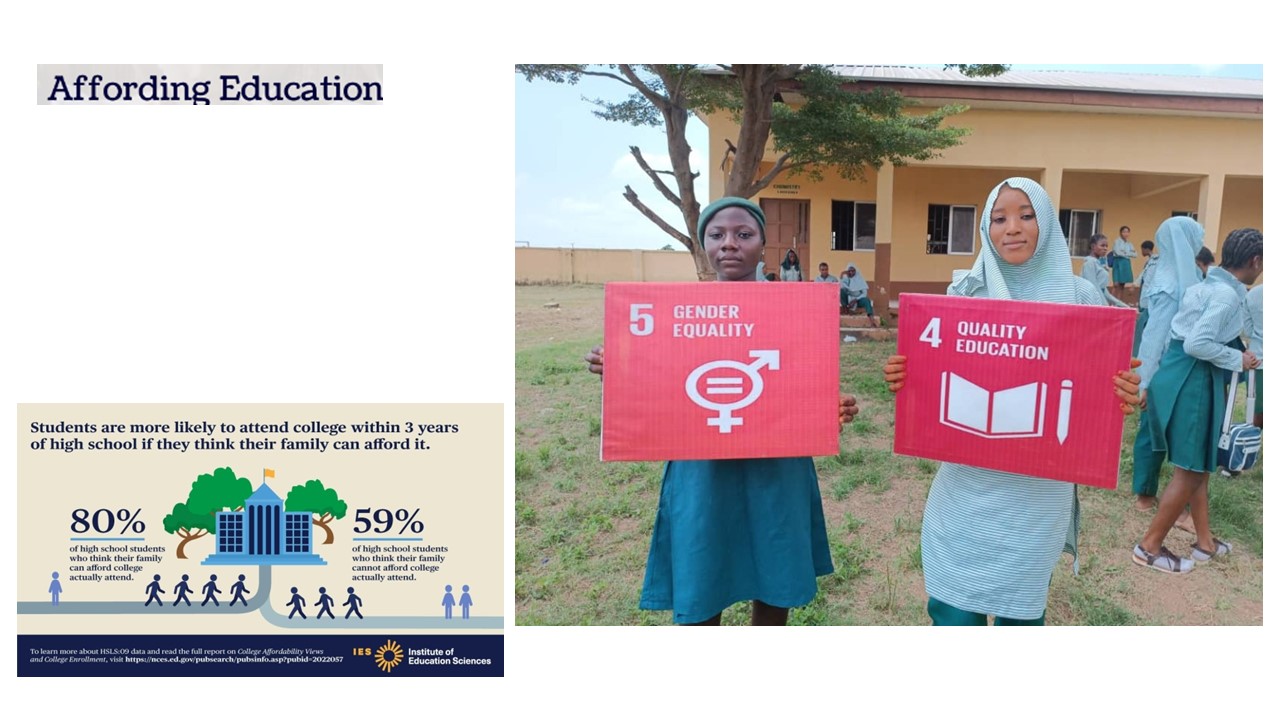 Affording Education
Students are more likely to attend college within 3 years
of high school if they think their family can afford it.
80%
of high school students
who think their family
can afford college
actually attend.
59%
of high school students
who think their family
cannot afford college
actually attend.
To learn more about HSLS:09 data and read the full report on College Affordability Views
and College Enrollment, visit https://nces.ed.gov/pubsearch/pubsinfo.asp?pubid=2022057
IES
Institute of
Education Sciences
CHEMISTRY
5 GENDER
EQUALITY
4 QUALITY
EDUCATION